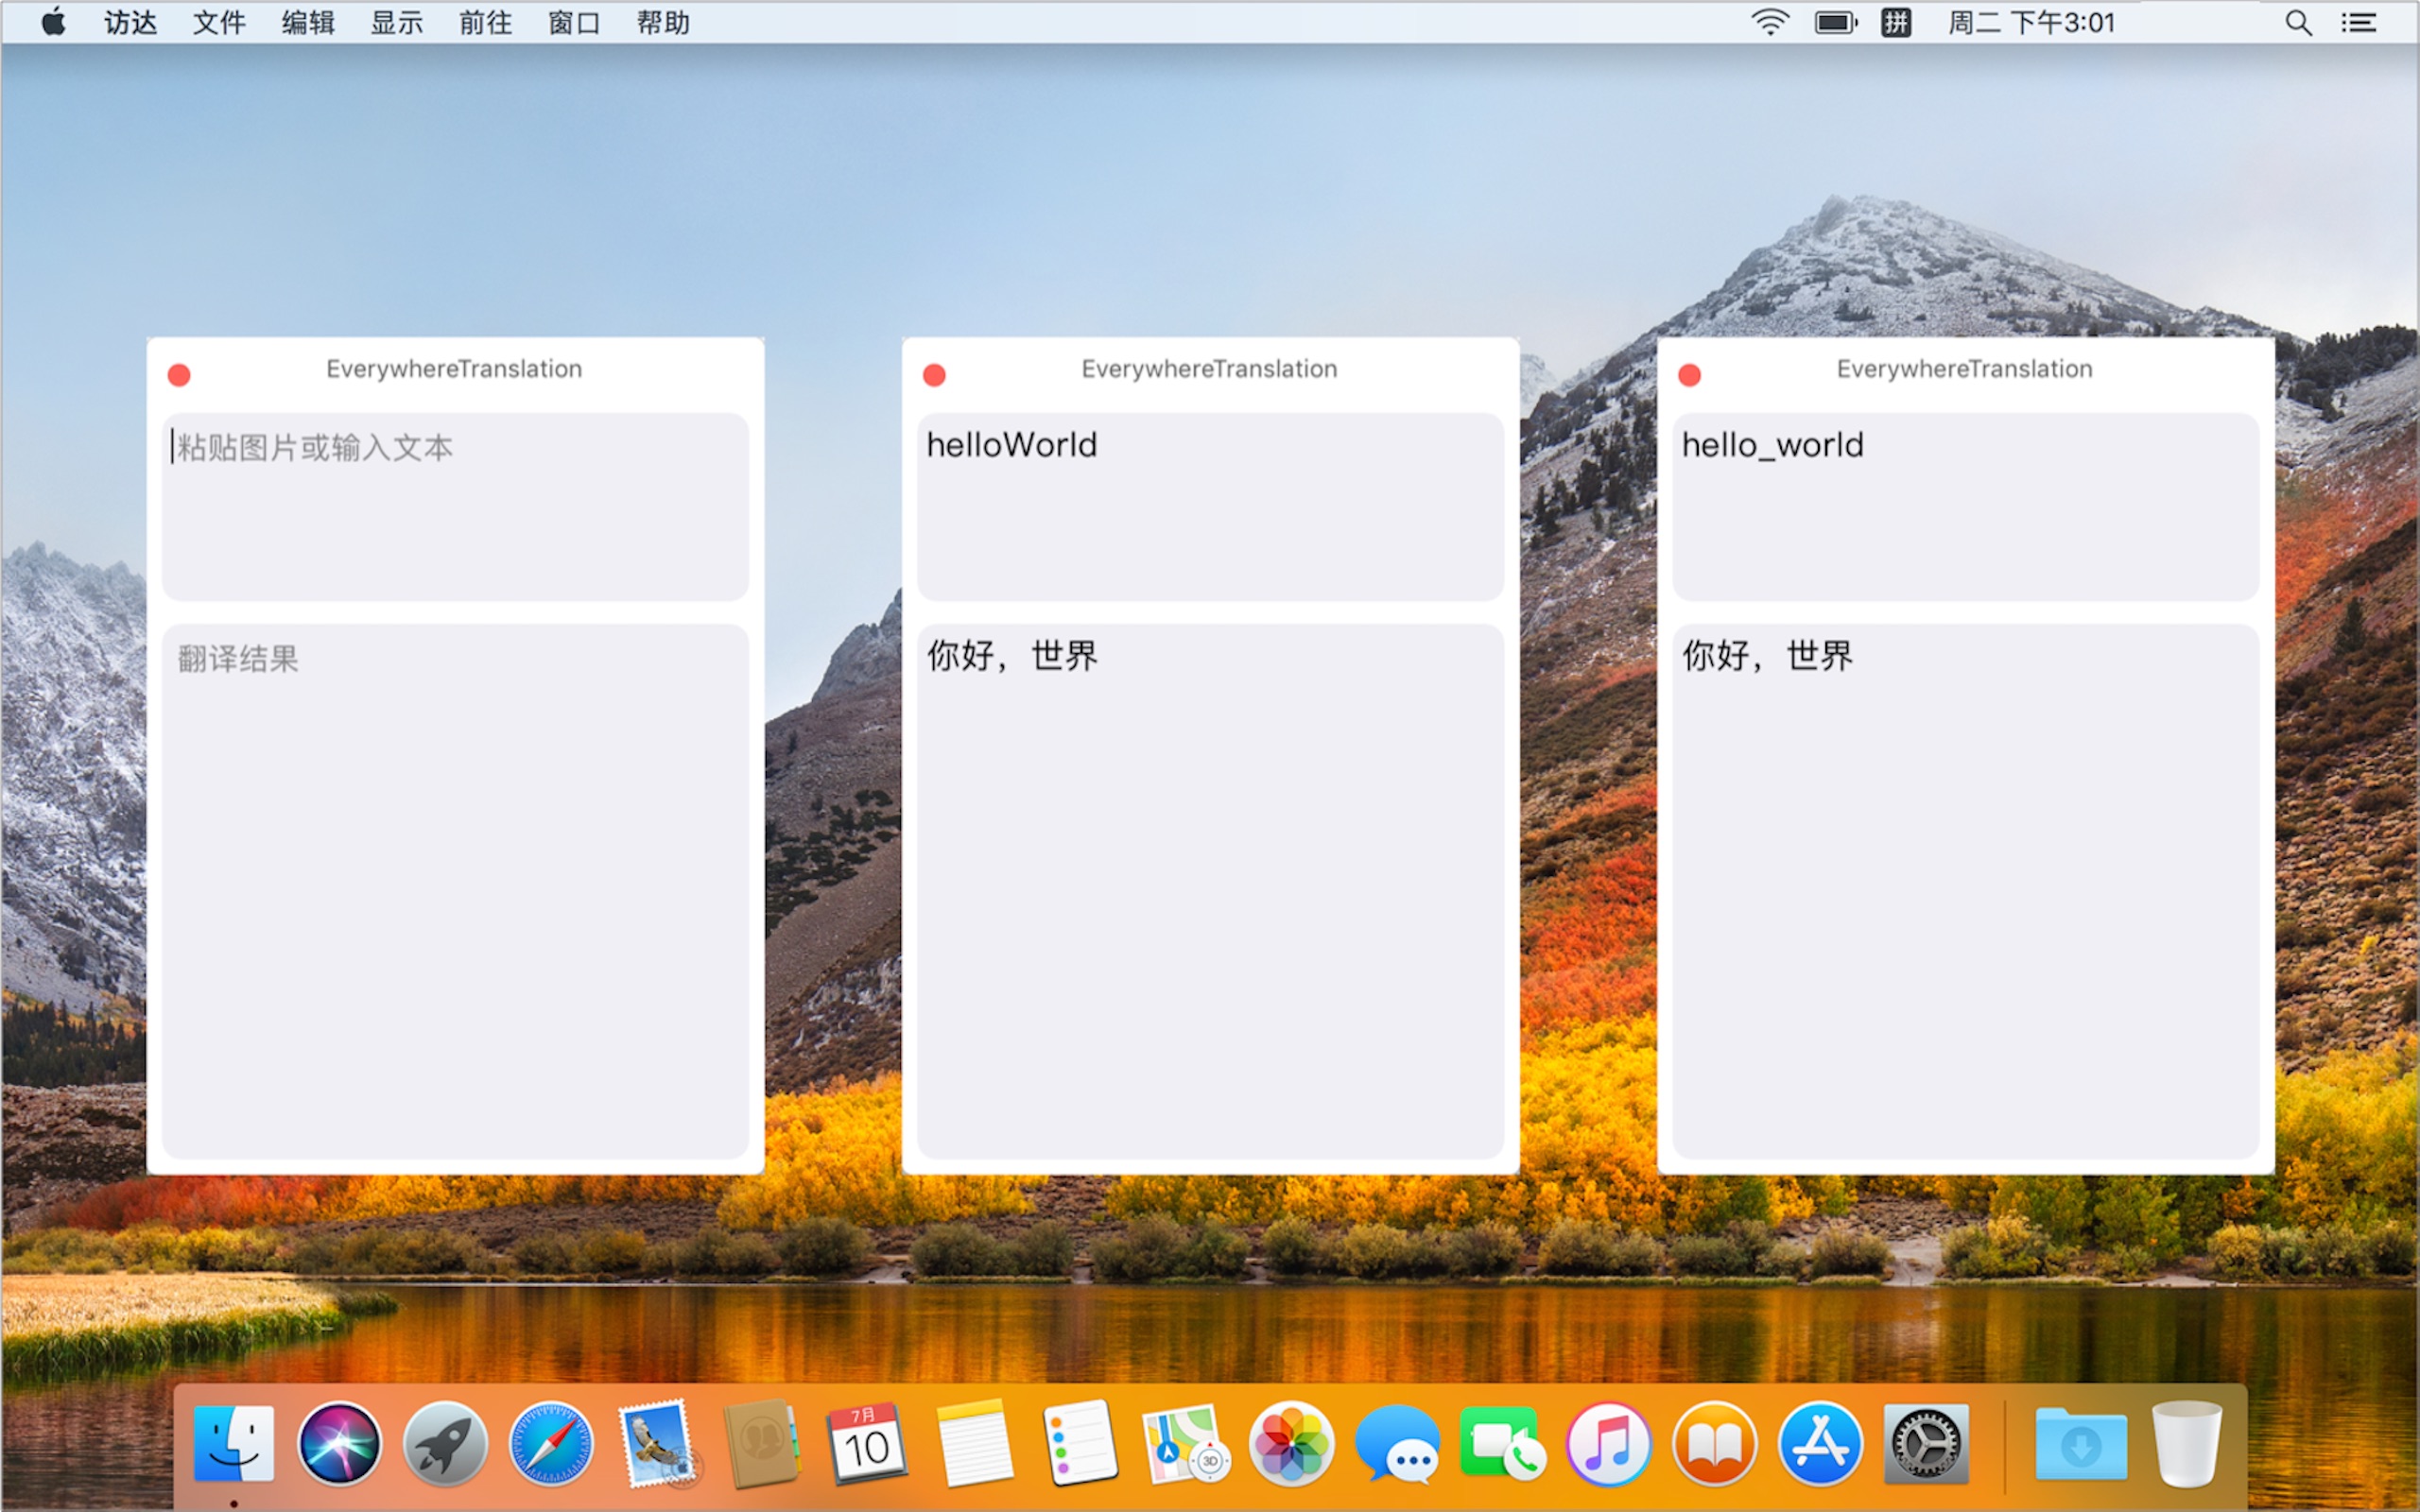 访达 文件 编辑 显示 前往 窗口 帮助 拼 周二 下午3:01
EverywhereTranslation
粘贴图片或输入文本
翻译结果
EverywhereTranslation
helloWorld
你好，世界
EverywhereTranslation
hello_world
你好，世界
7月
10
3D